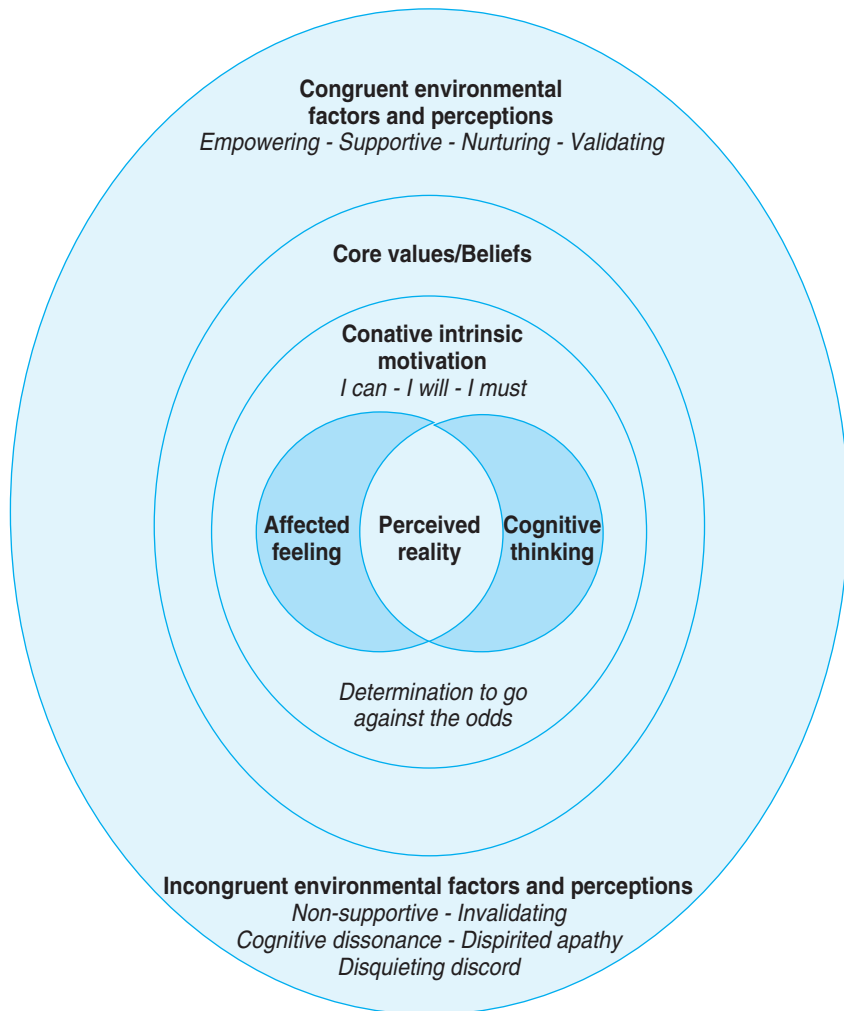 Congruent environmental
factors and perceptions
Empowering - Supportive - Nurturing - Validating
Core values/Beliefs
Conative intrinsic
motivation
I can - I will - I must
Affected
feeling
Perceived
reality
Cognitive
thinking
Determination to go
against the odds
Incongruent environmental factors and perceptions
Non-supportive - Invalidating
Cognitive dissonance - Dispirited apathy
Disquieting discord